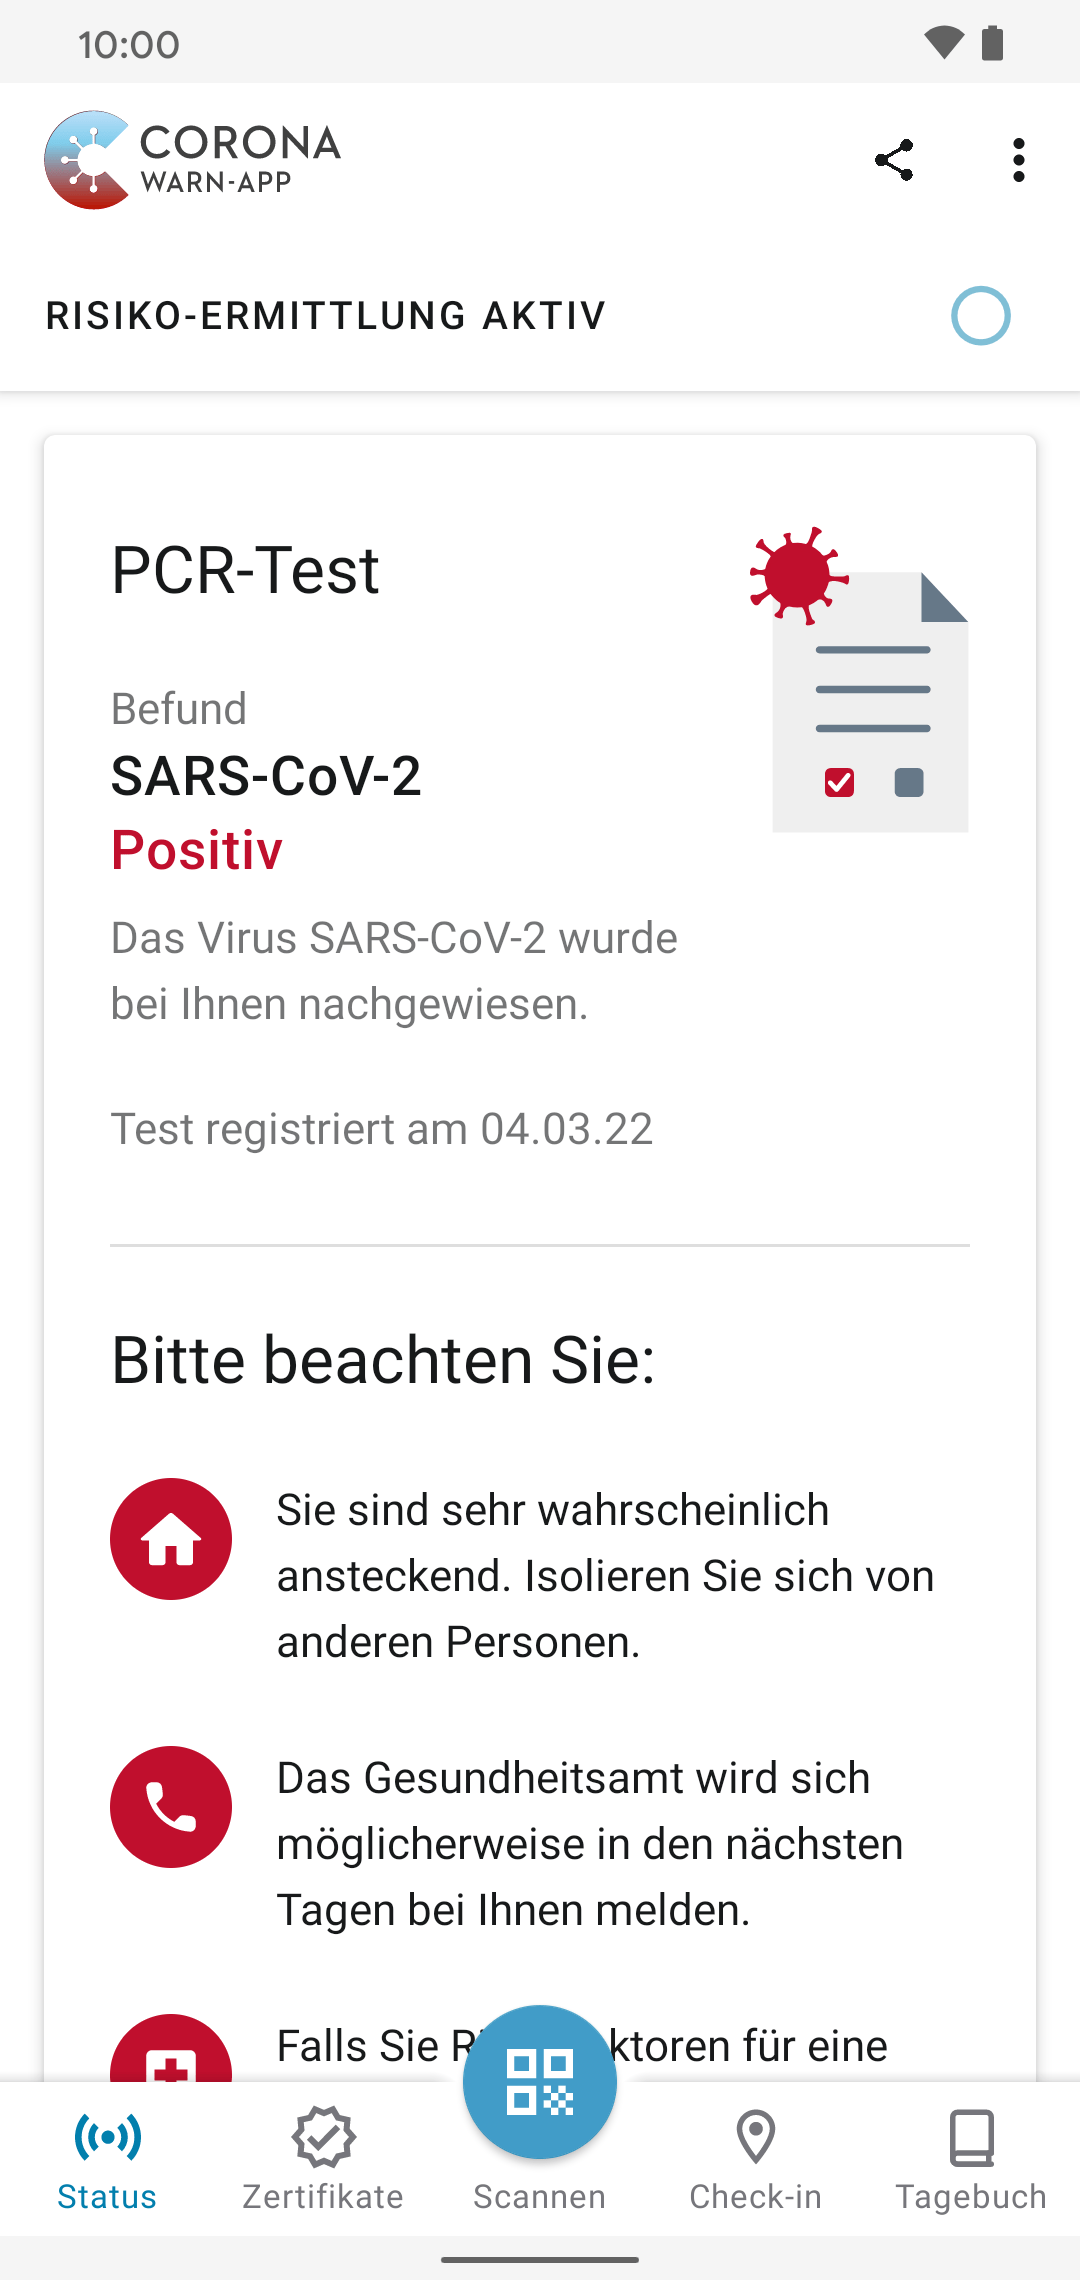 10:00
CORONA
WARN-APP
RISIKO-ERMITTLUNG AKTIV
PCR-Test
Befund
SARS-CoV-2
Positiv
Das Virus SARS-CoV-2 wurde
bei Ihnen nachgewiesen.
Test registriert am 04.03.22
Bitte beachten Sie:
Sie sind sehr wahrscheinlich
ansteckend. Isolieren Sie sich von
anderen Personen.
Das Gesundheitsamt wird sich
möglicherweise in den nächsten
Tagen bei Ihnen melden.
Falls Sie für eine
Status
Zertifikate
Scannen
Check-in
Tagebuch